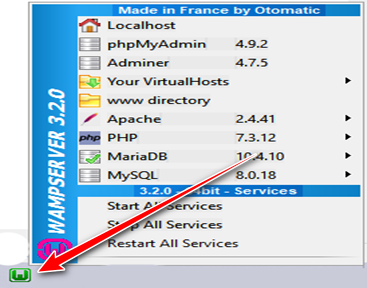 Made in France by Otomatic
Localhost
phpMyAdmin 4.9.2
Adminer 4.7.5
Your VirtualHosts
www directory
Apache 2.4.41
php PHP 7.3.12
MariaDB 10.4.10
MySQL 8.0.18
3.2.0 - bit - Services
Start All Services
Stop All Services
Restart All Services
WAMPSERVER 3.2.0